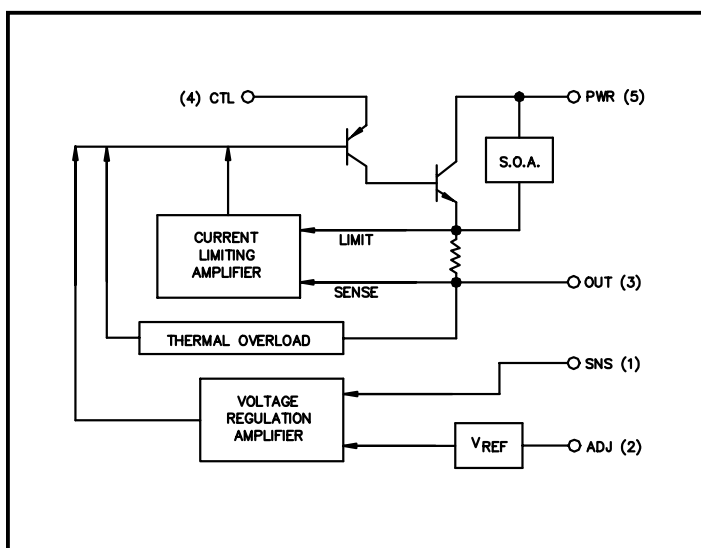 (4) CTL
PWR (5)
S.O.A.
CURRENT
LIMITING
AMPLIFIER
LIMIT
SENSE
OUT (3)
THERMAL OVERLOAD
SNS (1)
VOLTAGE
REGULATION
AMPLIFIER
VREF
ADJ (2)